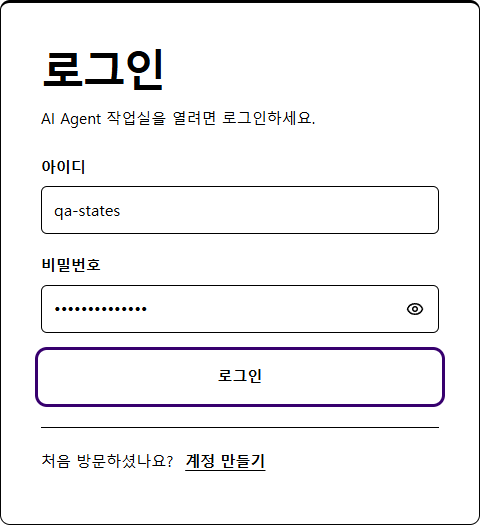 로그인
AI Agent 작업실을 열려면 로그인하세요.
아이디
qa-states
비밀번호
••••••••••••••
로그인
처음 방문하셨나요? 계정 만들기